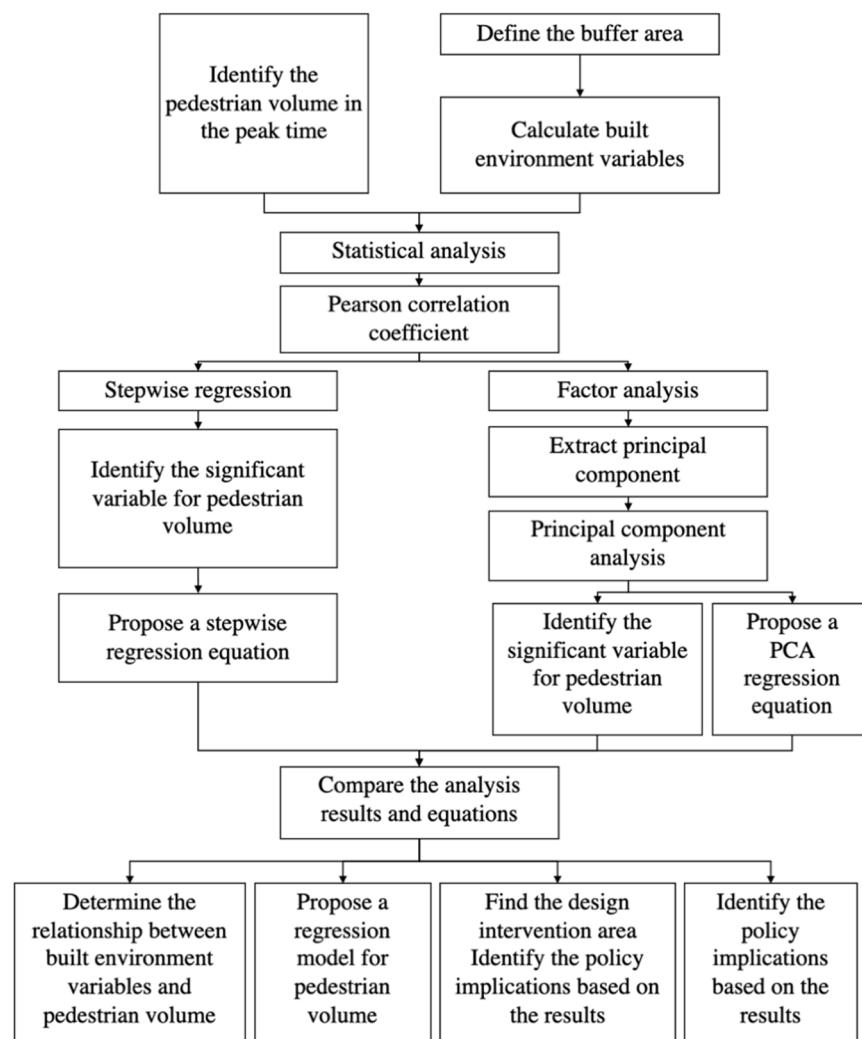 Identify the
pedestrian volume in
the peak time
Define the buffer area
Calculate built
environment variables
Statistical analysis
Pearson correlation
coefficient
Stepwise regression
Identify the significant
variable for pedestrian
volume
Propose a stepwise
regression equation
Factor analysis
Extract principal
component
Principal component
analysis
Identify the
significant variable
for pedestrian
volume
Propose a
PCA
regression
equation
Compare the analysis
results and equations
Determine the
relationship between
built environment
variables and
pedestrian volume
Propose a
regression
model for
pedestrian
volume
Find the design
intervention area
Identify the policy
implications based on
the results
Identify the
policy
implications
based on the
results